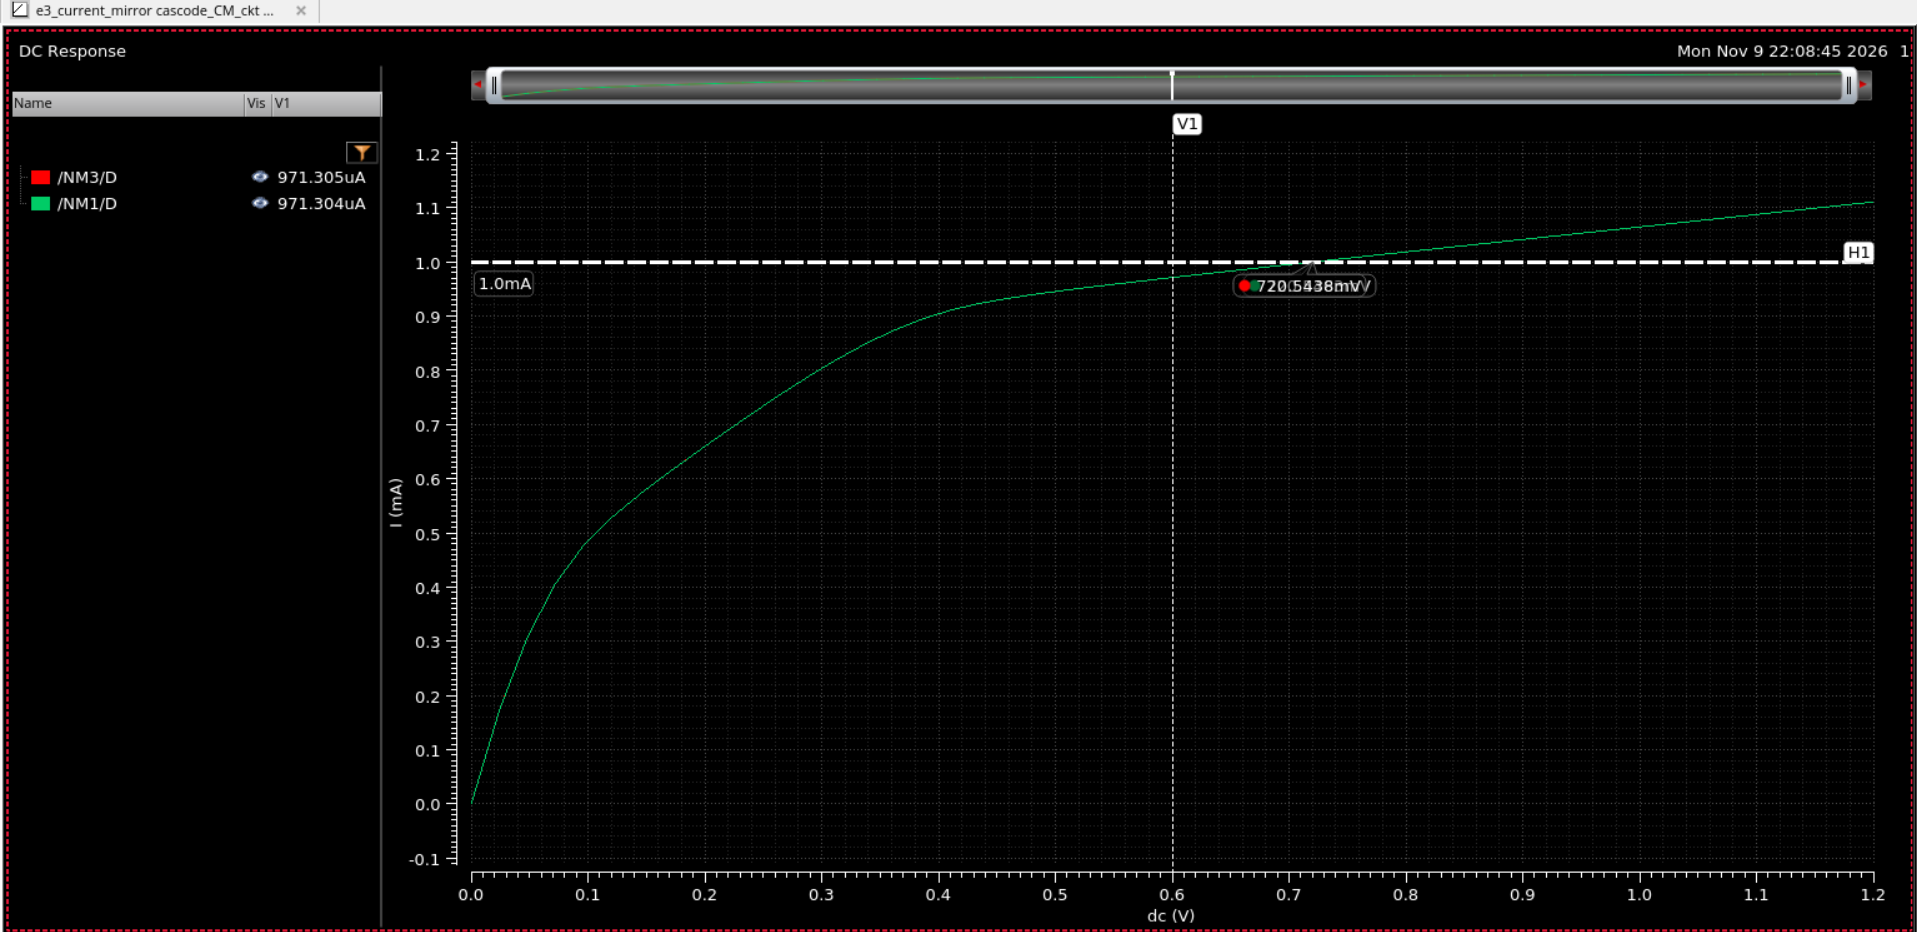 e3_current_mirror cascode_CM_ckt ... ×
DC Response
Mon Nov 9 22:08:45 2026 1
Name Vis V1
/NM3/D 971.305uA
/NM1/D 971.304uA
V1
H1
1.0mA
I (mA)
1.2
1.1
1.0
0.9
0.8
0.7
0.6
0.5
0.4
0.3
0.2
0.1
0.0
-0.1
0.0 0.1 0.2 0.3 0.4 0.5 0.6 0.7 0.8 0.9 1.0 1.1 1.2
dc (V)